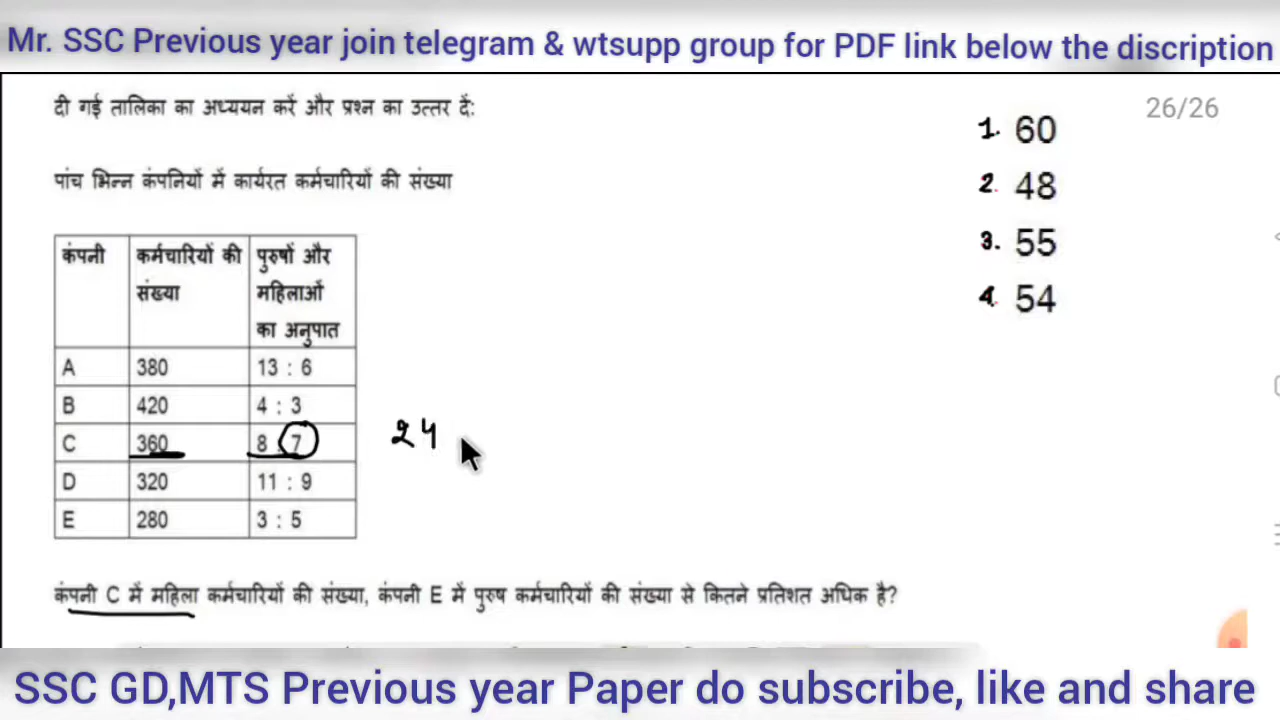 Mr. SSC Previous year join telegram & wtsupp group for PDF link below the discription
26/26
दी गई तालिका का अध्ययन करें और प्रश्न का उत्तर दें:
पांच भिन्न कंपनियों में कार्यरत कर्मचारियों की संख्या
1. 60
2. 48
3. 55
4. 54
कंपनी कर्मचारियों की संख्या पुरुषों और महिलाओं का अनुपात
A 380 13 : 6
B 420 4 : 3
C 360 8 : 7
24
D 320 11 : 9
E 280 3 : 5
कंपनी C में महिला कर्मचारियों की संख्या, कंपनी E में पुरुष कर्मचारियों की संख्या से कितने प्रतिशत अधिक है?
SSC GD,MTS Previous year Paper do subscribe, like and share